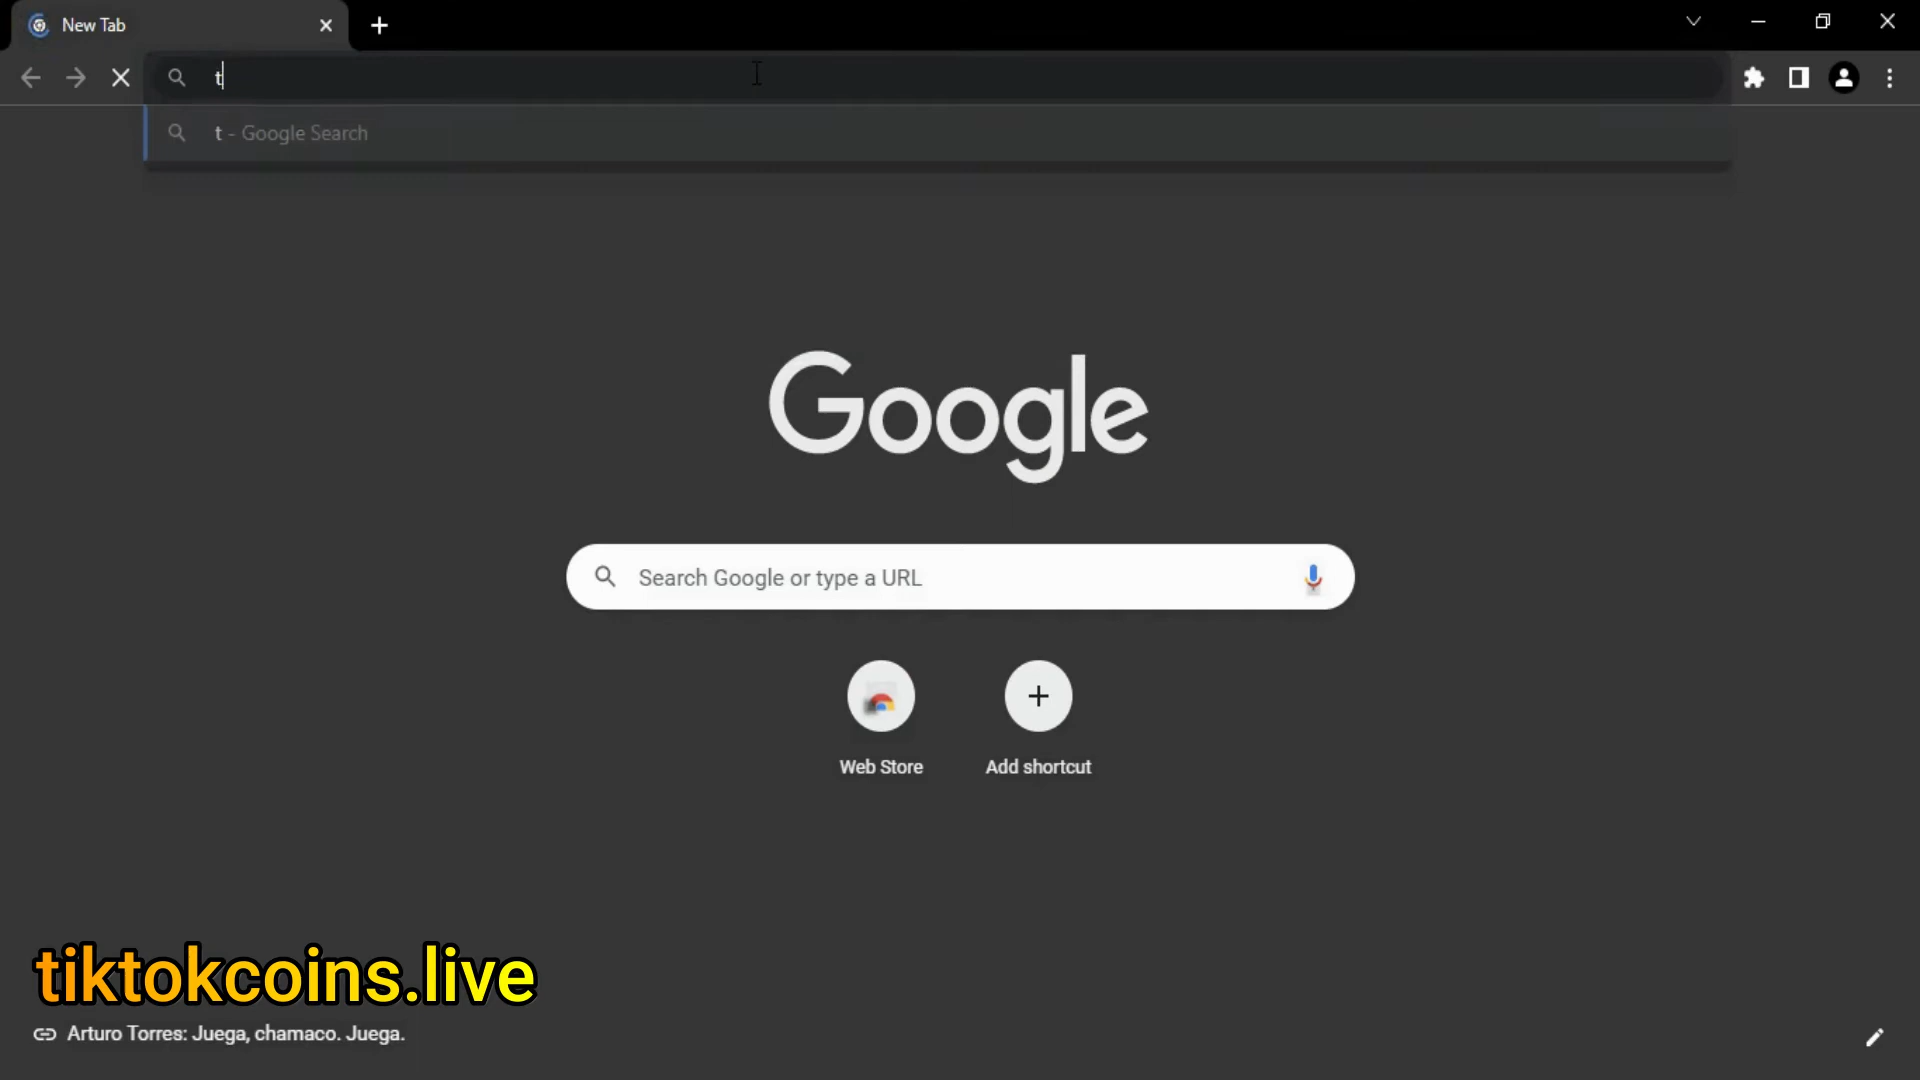 New Tab
t
t - Google Search
Google
Search Google or type a URL
Web Store
Add shortcut
tiktokcoins.live
Arturo Torres: Juega, chamaco. Juega.